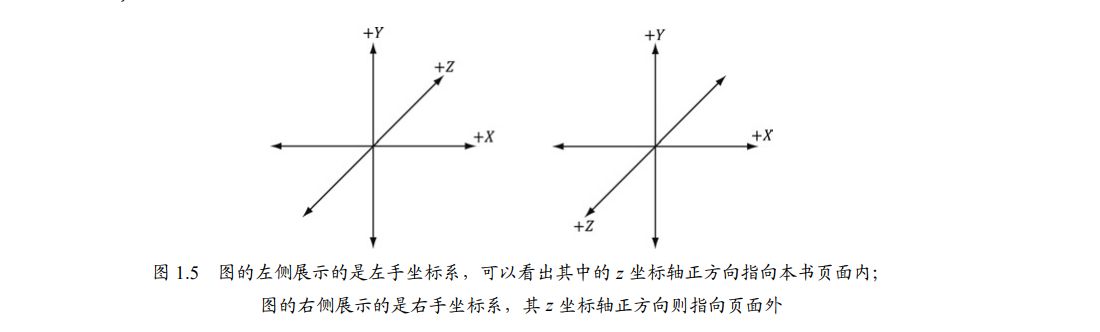 +Y
+Z
+X
+Y
+X
+Z
图 1.5 图的左侧展示的是左手坐标系，可以看出其中的 z 坐标轴正方向指向本书页面内；
图的右侧展示的是右手坐标系，其 z 坐标轴正方向则指向页面外